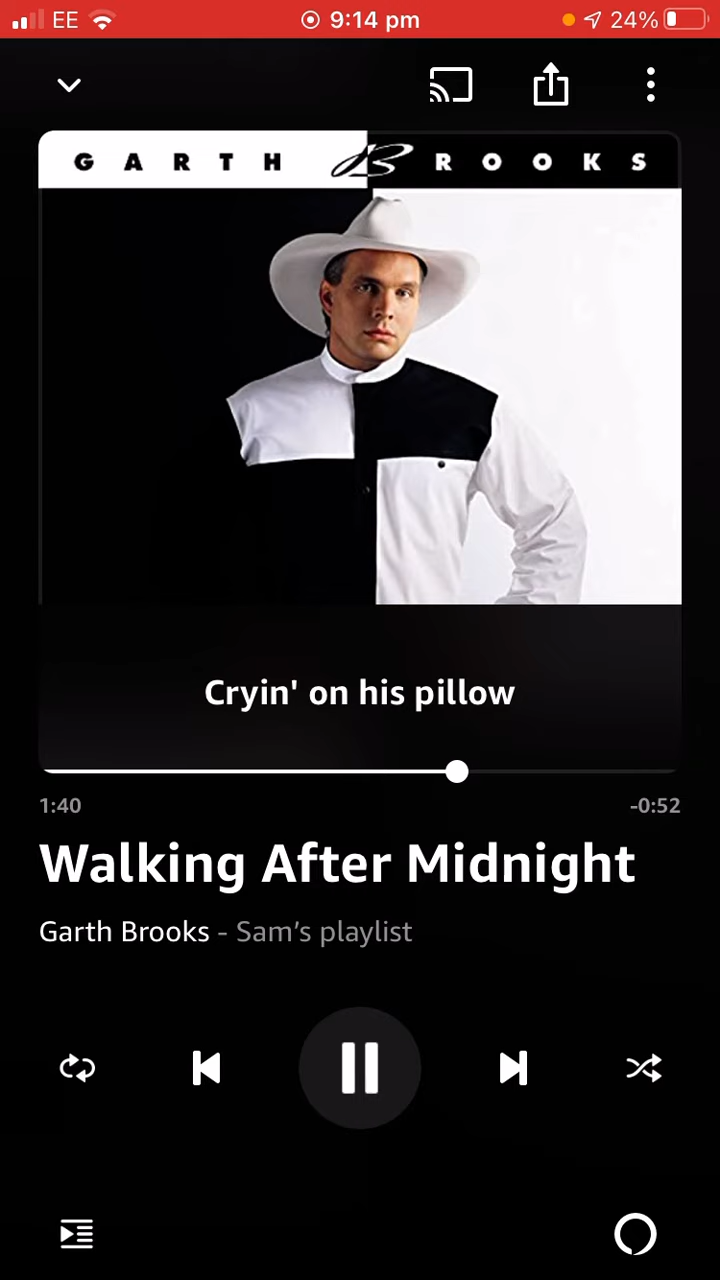 EE 9:14 pm 24%
GARTH BROOKS
Cryin' on his pillow
1:40 -0:52
Walking After Midnight
Garth Brooks - Sam's playlist